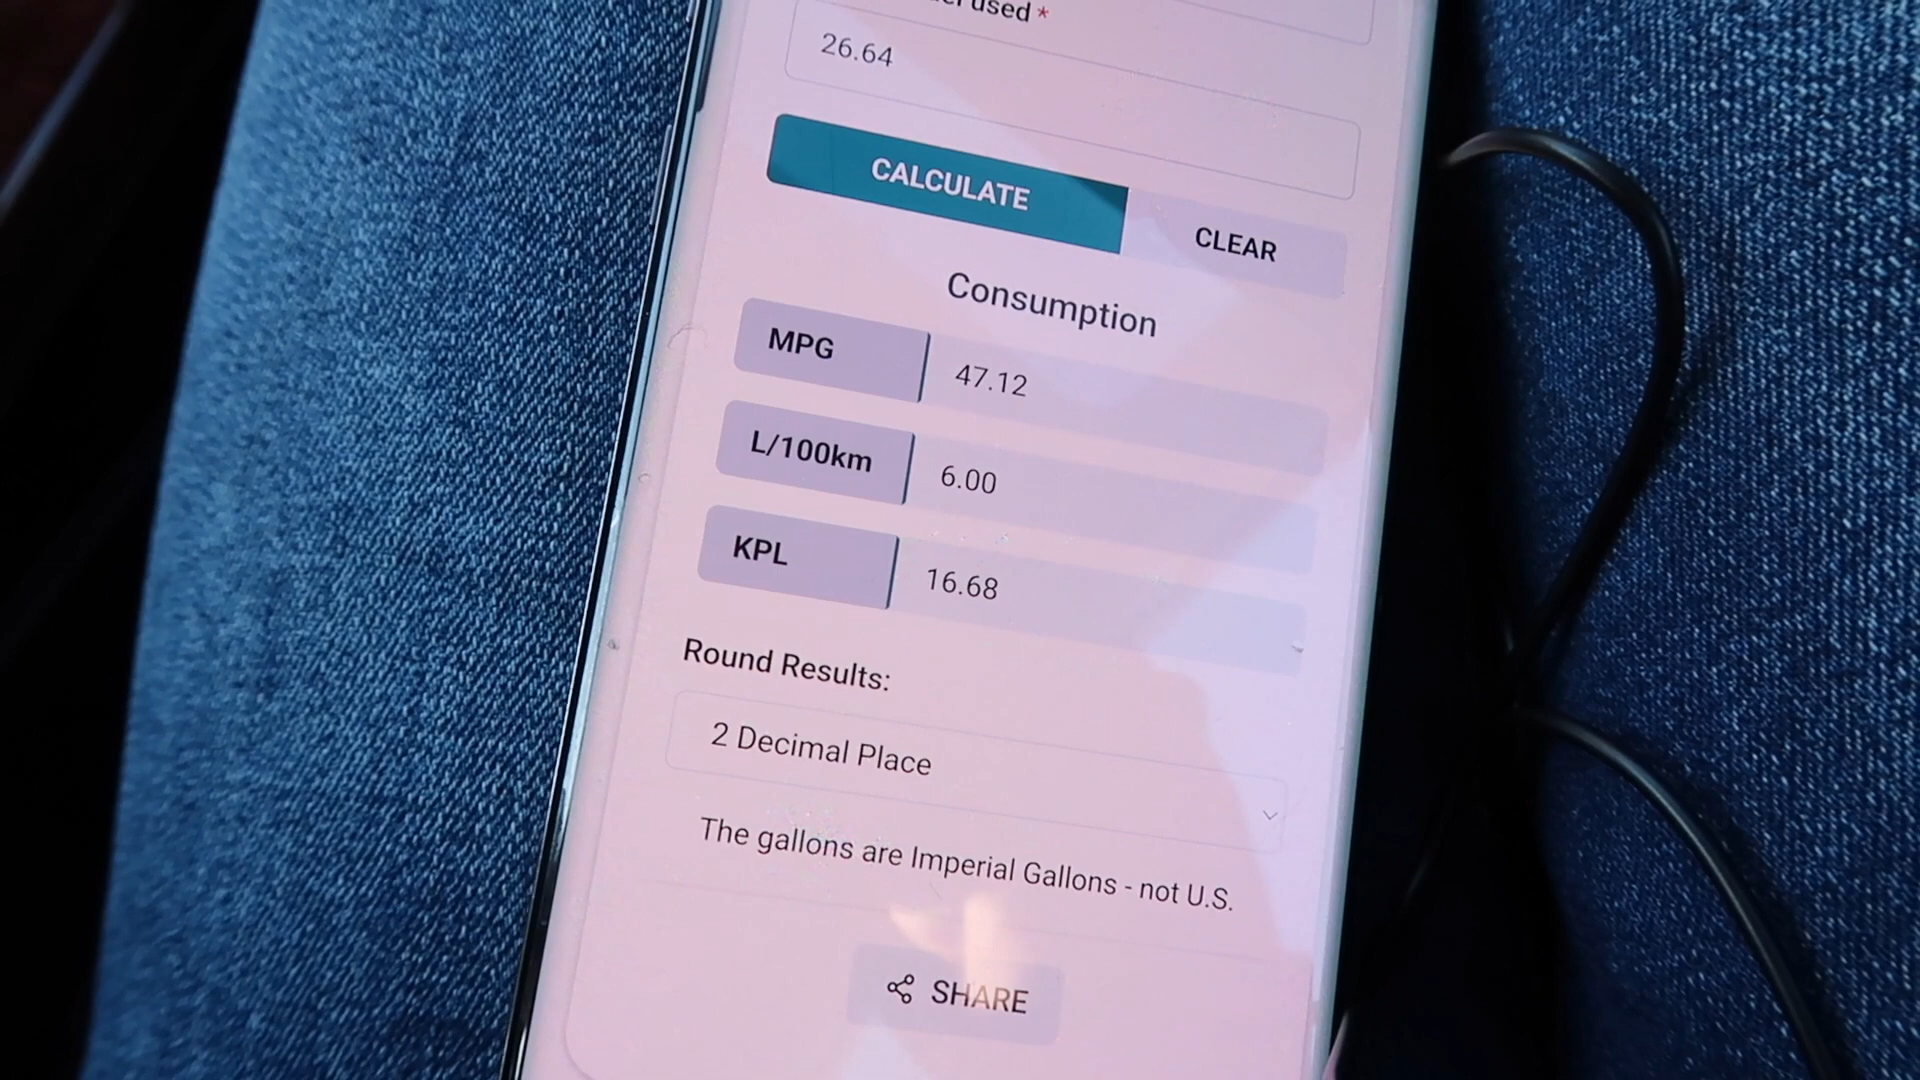 used *
26.64
CALCULATE
CLEAR
Consumption
MPG 47.12
L/100km 6.00
KPL 16.68
Round Results:
2 Decimal Place
The gallons are Imperial Gallons - not U.S.
SHARE